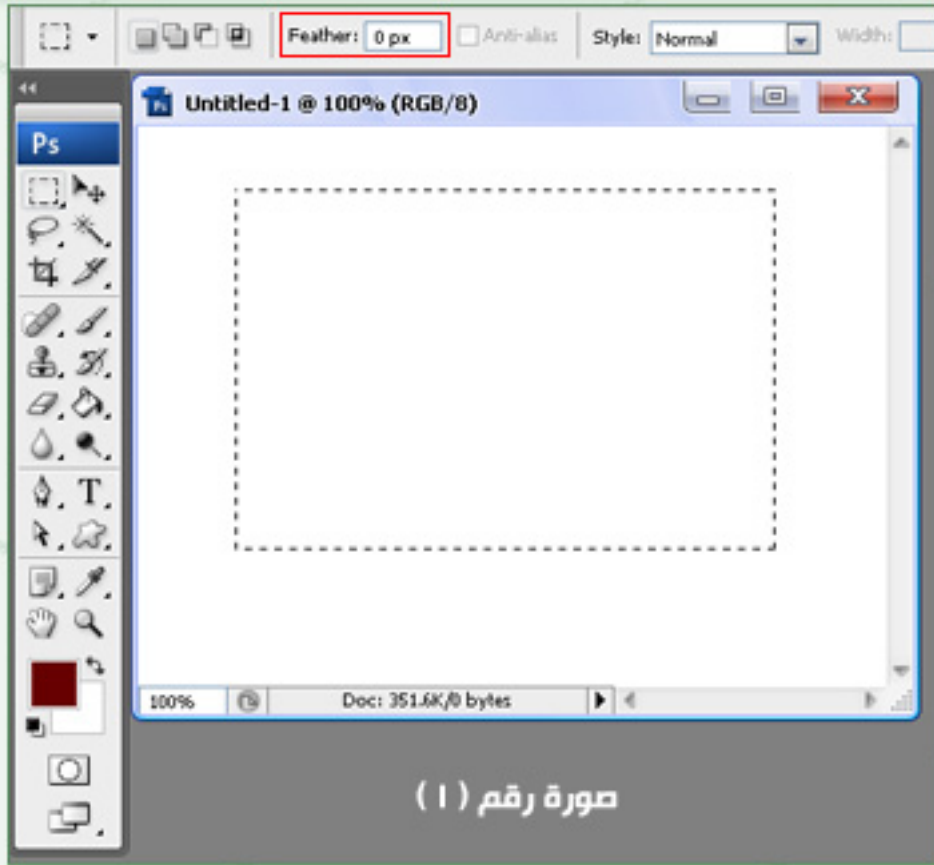 Feather: 0 px Anti-alias Style: Normal Width:
Untitled-1 @ 100% (RGB/8)
Ps
T
100% Doc: 351.6K/0 bytes
صورة رقم (١)